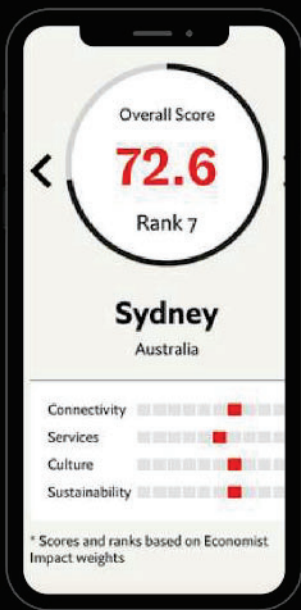 Overall Score
72.6
Rank 7
Sydney
Australia
Connectivity
Services
Culture
Sustainability
* Scores and ranks based on Economist
Impact weights